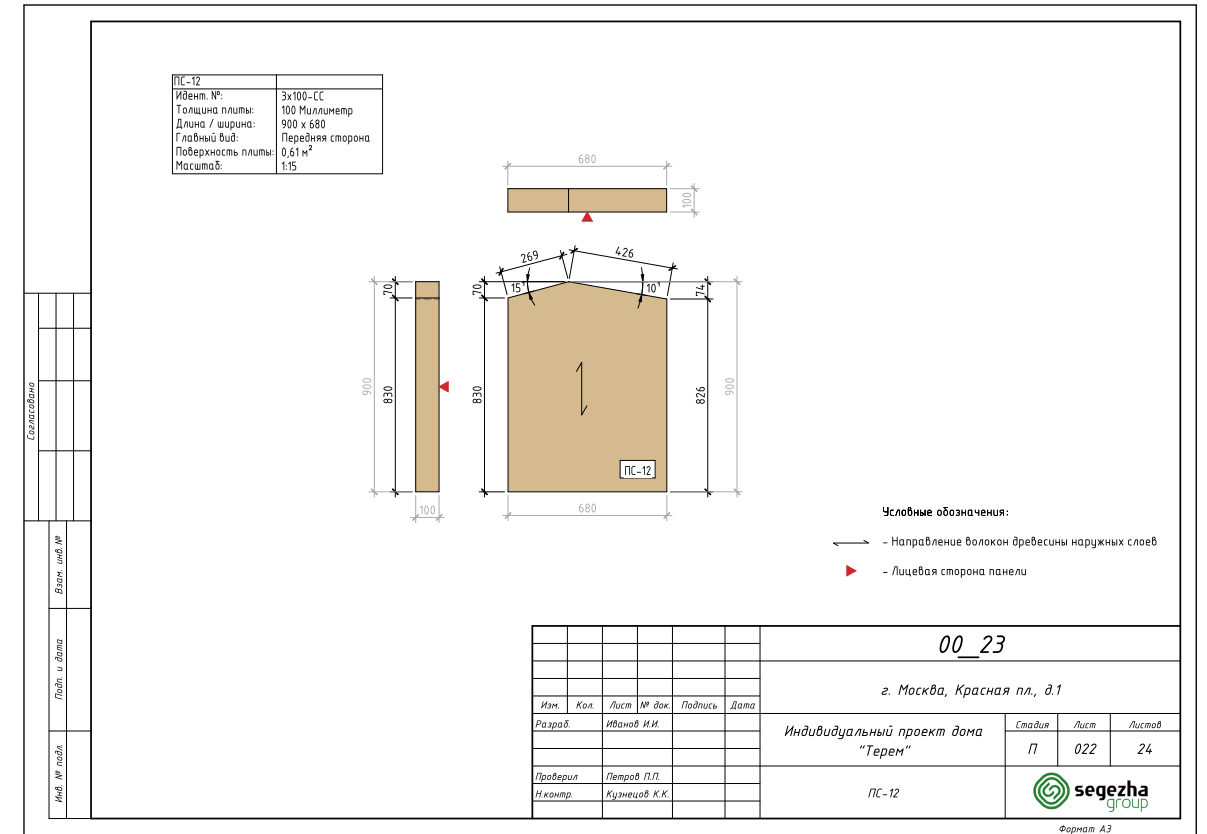 ПС-12
Идент. №: 3х100-СС
Толщина плиты: 100 Миллиметр
Длина / ширина: 900 х 680
Главный вид: Передняя сторона
Поверхность плиты: 0,61 м²
Масштаб: 1:15
680
100
269
426
70
70
15°
10°
74
900
830
830
826
900
ПС-12
100
680
Условные обозначения:
- Направление волокон древесины наружных слоев
- Лицевая сторона панели
Согласовано
Взам. инв.№
Подп. и дата
Инв. № подл.
00__23
г. Москва, Красная пл., д.1
Изм. Кол. Лист № док. Подпись Дата
Разраб. Иванов И.И.
Индивидуальный проект дома
"Терем"
Стадия Лист Листов
П 022 24
Проверил Петров П.П.
Н.контр. Кузнецов К.К.
ПС-12
segezha
group
Формат А3